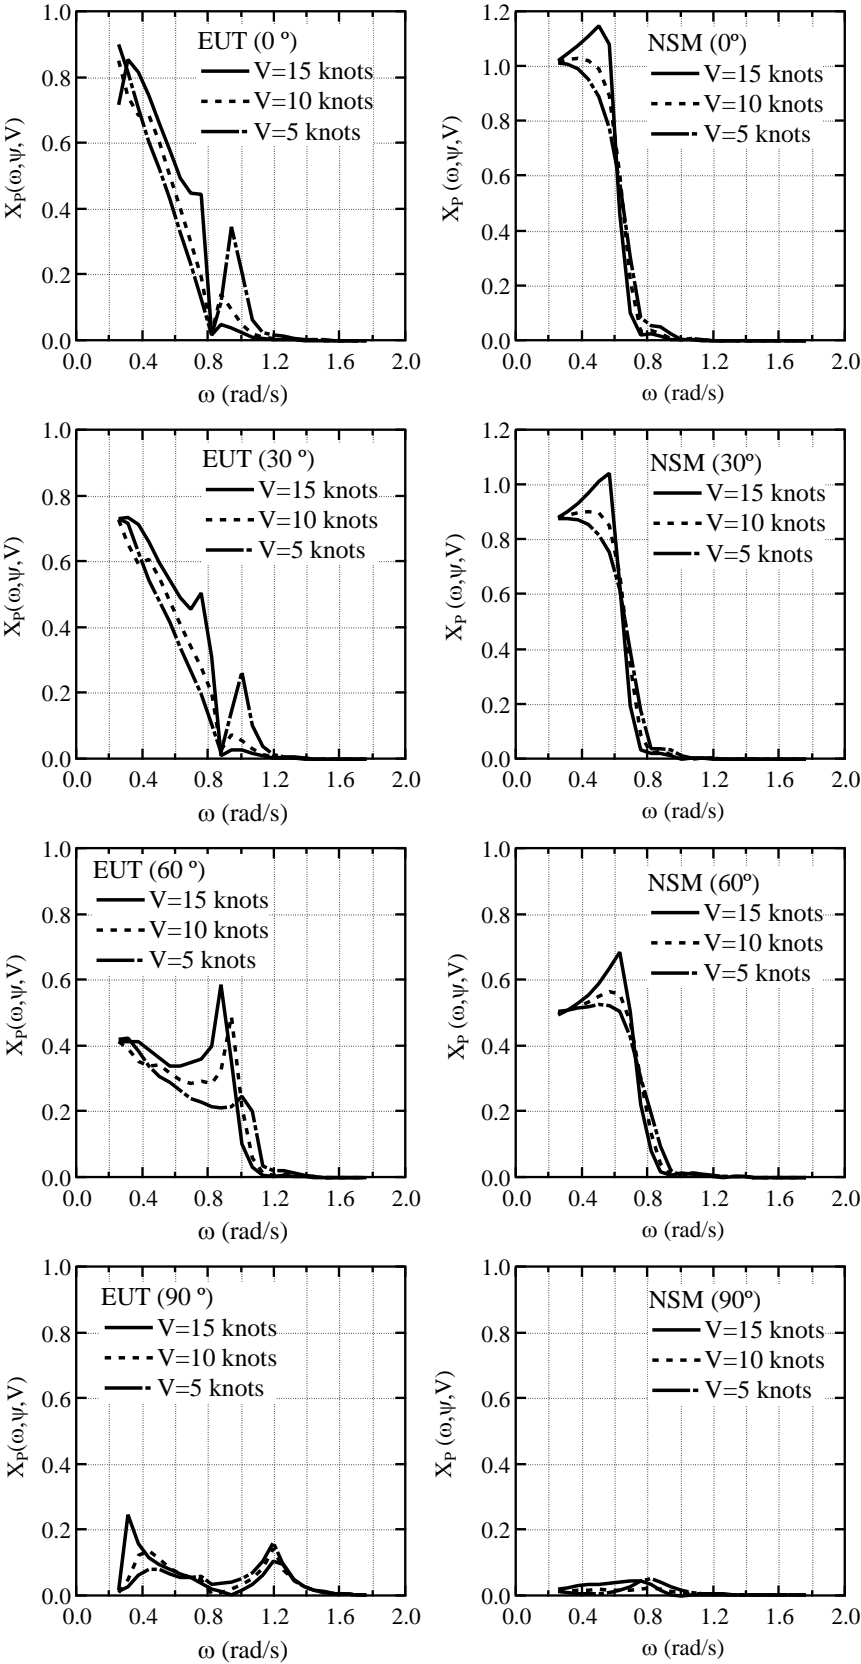 EUT (0 º)
V=15 knots
V=10 knots
V=5 knots
X_P(ω,ψ,V)
1.0
0.8
0.6
0.4
0.2
0.0
0.0 0.4 0.8 1.2 1.6 2.0
ω (rad/s)
NSM (0º)
V=15 knots
V=10 knots
V=5 knots
X_P (ω,ψ,V)
1.2
1.0
0.8
0.6
0.4
0.2
0.0
0.0 0.4 0.8 1.2 1.6 2.0
ω (rad/s)
EUT (30 º)
V=15 knots
V=10 knots
V=5 knots
X_P(ω,ψ,V)
1.0
0.8
0.6
0.4
0.2
0.0
0.0 0.4 0.8 1.2 1.6 2.0
ω (rad/s)
NSM (30º)
V=15 knots
V=10 knots
V=5 knots
X_P (ω,ψ,V)
1.2
1.0
0.8
0.6
0.4
0.2
0.0
0.0 0.4 0.8 1.2 1.6 2.0
ω (rad/s)
EUT (60 º)
V=15 knots
V=10 knots
V=5 knots
X_P(ω,ψ,V)
1.0
0.8
0.6
0.4
0.2
0.0
0.0 0.4 0.8 1.2 1.6 2.0
ω (rad/s)
NSM (60º)
V=15 knots
V=10 knots
V=5 knots
X_P (ω,ψ,V)
1.0
0.8
0.6
0.4
0.2
0.0
0.0 0.4 0.8 1.2 1.6 2.0
ω (rad/s)
EUT (90 º)
V=15 knots
V=10 knots
V=5 knots
X_P(ω,ψ,V)
1.0
0.8
0.6
0.4
0.2
0.0
0.0 0.4 0.8 1.2 1.6 2.0
ω (rad/s)
NSM (90º)
V=15 knots
V=10 knots
V=5 knots
X_P (ω,ψ,V)
1.0
0.8
0.6
0.4
0.2
0.0
0.0 0.4 0.8 1.2 1.6 2.0
ω (rad/s)